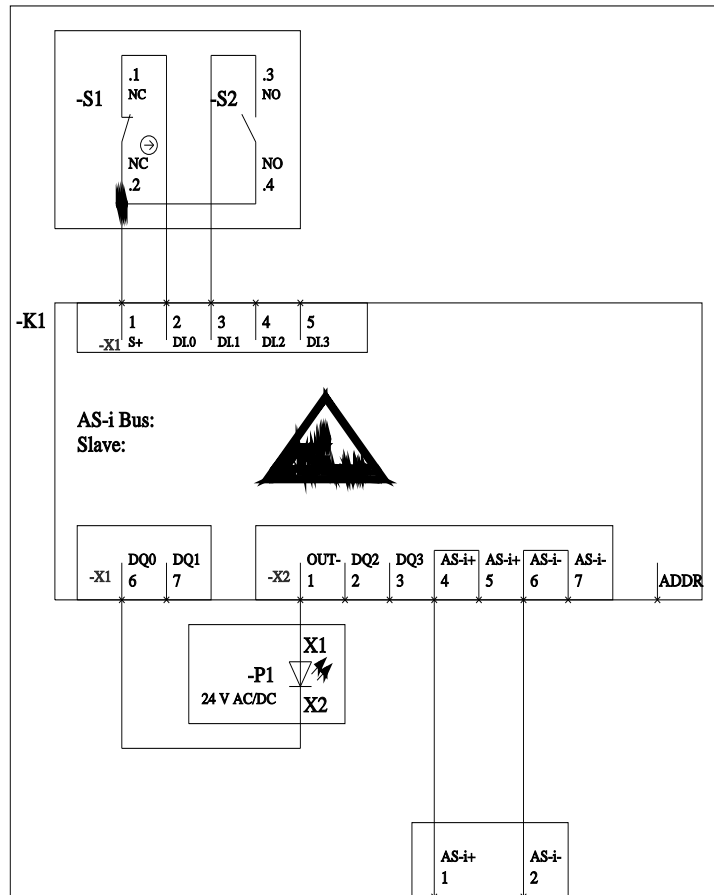 .1 .3
-S1 NC -S2 NO
NC NO
.2 .4
-K1 1 2 3 4 5
-X1 S+ DI.0 DI.1 DI.2 DI.3
AS-i Bus:
Slave:
DQ0 DQ1 OUT- DQ2 DQ3 AS-i+ AS-i+ AS-i- AS-i-
-X1 6 7 -X2 1 2 3 4 5 6 7 ADDR
X1
-P1
24 V AC/DC X2
AS-i+ AS-i-
1 2